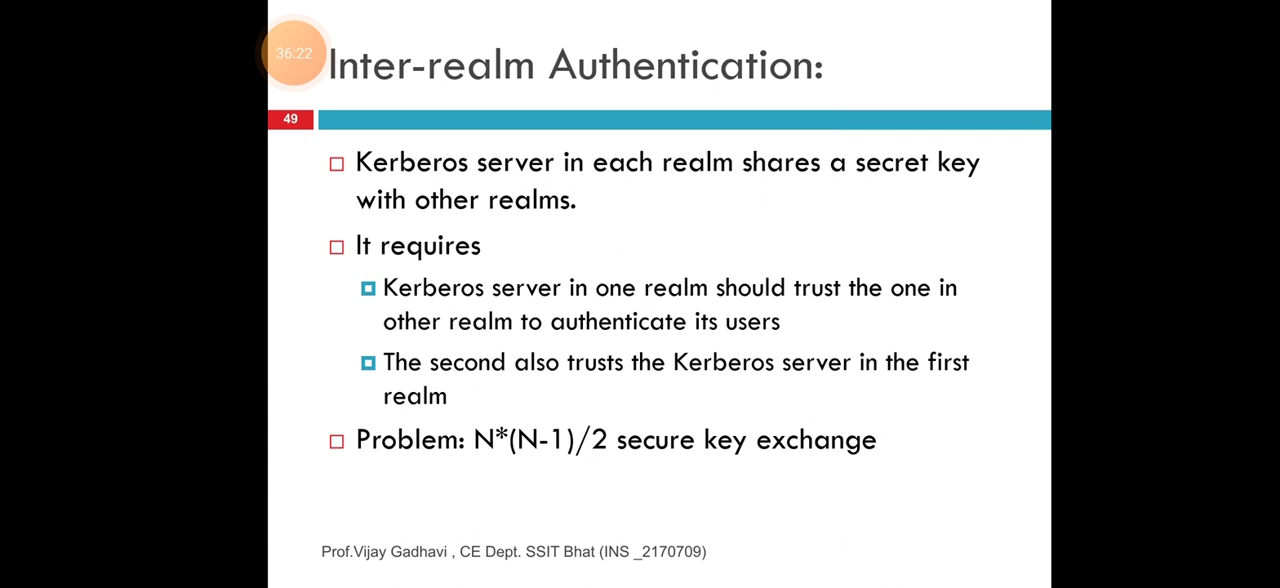 36:22
Inter-realm Authentication:
49
Kerberos server in each realm shares a secret key
with other realms.
It requires
Kerberos server in one realm should trust the one in
other realm to authenticate its users
The second also trusts the Kerberos server in the first
realm
Problem: N*(N-1)/2 secure key exchange
Prof.Vijay Gadhavi , CE Dept. SSIT Bhat (INS _2170709)